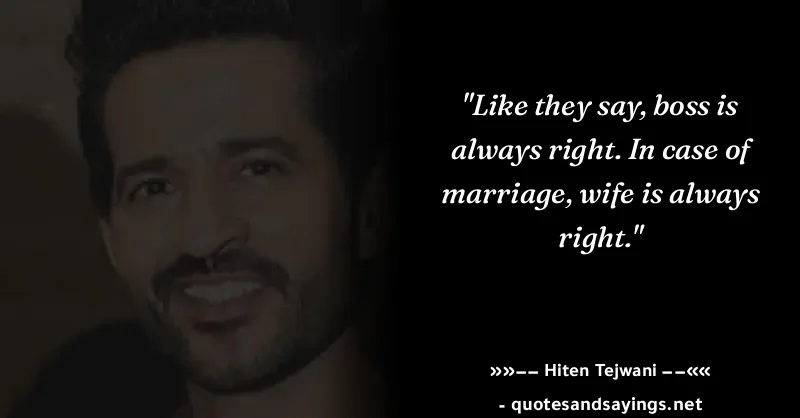 "Like they say, boss is
always right. In case of
marriage, wife is always
right."
»»−− Hiten Tejwani −−««
- quotesandsayings.net